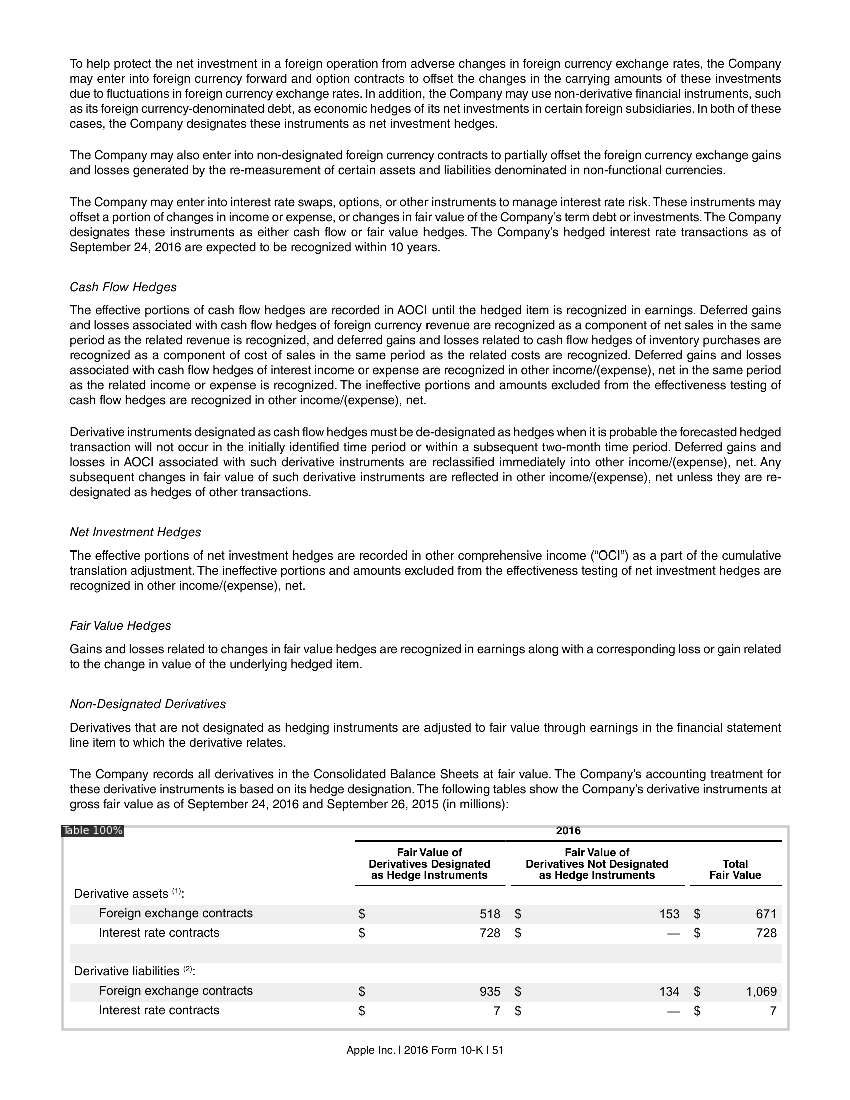 To help protect the net investment in a foreign operation from adverse changes in foreign currency exchange rates, the Company
may enter into foreign currency forward and option contracts to offset the changes in the carrying amounts of these investments
due to fluctuations in foreign currency exchange rates. In addition, the Company may use non-derivative financial instruments, such
as its foreign currency-denominated debt, as economic hedges of its net investments in certain foreign subsidiaries. In both of these
cases, the Company designates these instruments as net investment hedges.
The Company may also enter into non-designated foreign currency contracts to partially offset the foreign currency exchange gains
and losses generated by the re-measurement of certain assets and liabilities denominated in non-functional currencies.
The Company may enter into interest rate swaps, options, or other instruments to manage interest rate risk. These instruments may
offset a portion of changes in income or expense, or changes in fair value of the Company's term debt or investments. The Company
designates these instruments as either cash flow or fair value hedges. The Company's hedged interest rate transactions as of
September 24, 2016 are expected to be recognized within 10 years.
Cash Flow Hedges
The effective portions of cash flow hedges are recorded in AOCI until the hedged item is recognized in earnings. Deferred gains
and losses associated with cash flow hedges of foreign currency revenue are recognized as a component of net sales in the same
period as the related revenue is recognized, and deferred gains and losses related to cash flow hedges of inventory purchases are
recognized as a component of cost of sales in the same period as the related costs are recognized. Deferred gains and losses
associated with cash flow hedges of interest income or expense are recognized in other income/(expense), net in the same period
as the related income or expense is recognized. The ineffective portions and amounts excluded from the effectiveness testing of
cash flow hedges are recognized in other income/(expense), net.
Derivative instruments designated as cash flow hedges must be de-designated as hedges when it is probable the forecasted hedged
transaction will not occur in the initially identified time period or within a subsequent two-month time period. Deferred gains and
losses in AOCI associated with such derivative instruments are reclassified immediately into other income/(expense), net. Any
subsequent changes in fair value of such derivative instruments are reflected in other income/(expense), net unless they are re-
designated as hedges of other transactions.
Net Investment Hedges
The effective portions of net investment hedges are recorded in other comprehensive income ("OCI") as a part of the cumulative
translation adjustment. The ineffective portions and amounts excluded from the effectiveness testing of net investment hedges are
recognized in other income/(expense), net.
Fair Value Hedges
Gains and losses related to changes in fair value hedges are recognized in earnings along with a corresponding loss or gain related
to the change in value of the underlying hedged item.
Non-Designated Derivatives
Derivatives that are not designated as hedging instruments are adjusted to fair value through earnings in the financial statement
line item to which the derivative relates.
The Company records all derivatives in the Consolidated Balance Sheets at fair value. The Company's accounting treatment for
these derivative instruments is based on its hedge designation. The following tables show the Company's derivative instruments at
gross fair value as of September 24, 2016 and September 26, 2015 (in millions):
Table 100% 2016
Fair Value of Fair Value of
Derivatives Designated Derivatives Not Designated Total
as Hedge Instruments as Hedge Instruments Fair Value
Derivative assets (1):
Foreign exchange contracts $ 518 $ 153 $ 671
Interest rate contracts $ 728 $ — $ 728
Derivative liabilities (2):
Foreign exchange contracts $ 935 $ 134 $ 1,069
Interest rate contracts $ 7 $ — $ 7
Apple Inc. | 2016 Form 10-K | 51